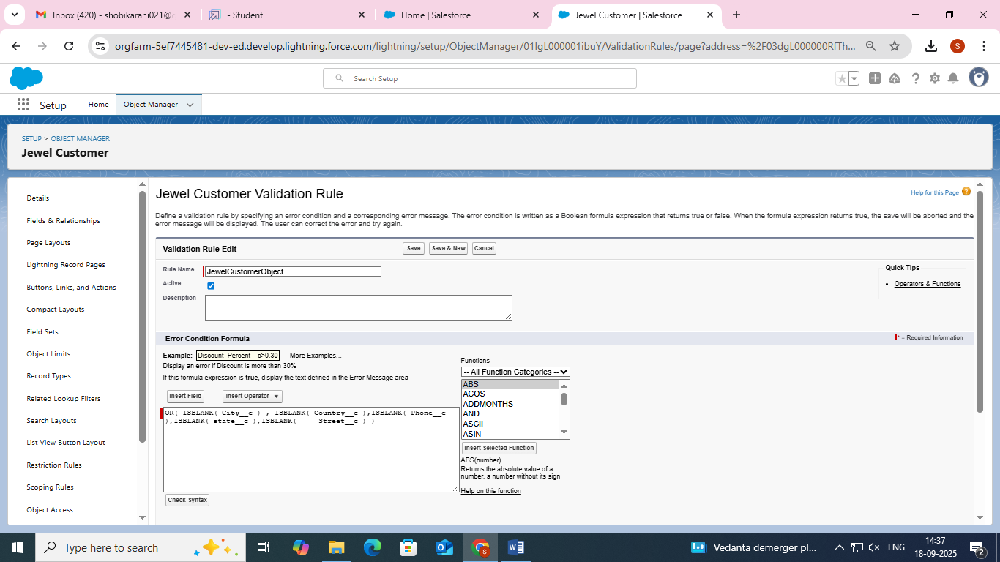 Inbox (420) - shobikarani021@g
- Student
Home | Salesforce
Jewel Customer | Salesforce
orgfarm-5ef7445481-dev-ed.develop.lightning.force.com/lightning/setup/ObjectManager/01IgL000001ibuY/ValidationRules/page?address=%2F03dgL000000RfTh...
S
Search Setup
Setup
Home
Object Manager
SETUP > OBJECT MANAGER
Jewel Customer
Details
Fields & Relationships
Page Layouts
Lightning Record Pages
Buttons, Links, and Actions
Compact Layouts
Field Sets
Object Limits
Record Types
Related Lookup Filters
Search Layouts
List View Button Layout
Restriction Rules
Scoping Rules
Object Access
Jewel Customer Validation Rule
Help for this Page
Define a validation rule by specifying an error condition and a corresponding error message. The error condition is written as a Boolean formula expression that returns true or false. When the formula expression returns true, the save will be aborted and the
error message will be displayed. The user can correct the error and try again.
Validation Rule Edit
Save
Save & New
Cancel
Rule Name
JewelCustomerObject
Active
Description
Quick Tips
• Operators & Functions
Error Condition Formula
* = Required Information
Example: Discount_Percent__c>0.30 More Examples...
Display an error if Discount is more than 30%
If this formula expression is true, display the text defined in the Error Message area
Insert Field
Insert Operator
OR( ISBLANK( City__c ) , ISBLANK( Country__c ),ISBLANK( Phone__c
),ISBLANK( state__c ),ISBLANK(     Street__c ) )
Check Syntax
Functions
-- All Function Categories --
ABS
ACOS
ADDMONTHS
AND
ASCII
ASIN
Insert Selected Function
ABS(number)
Returns the absolute value of a
number, a number without its sign
Help on this function
Type here to search
Vedanta demerger pl...
ENG
14:37
18-09-2025
2